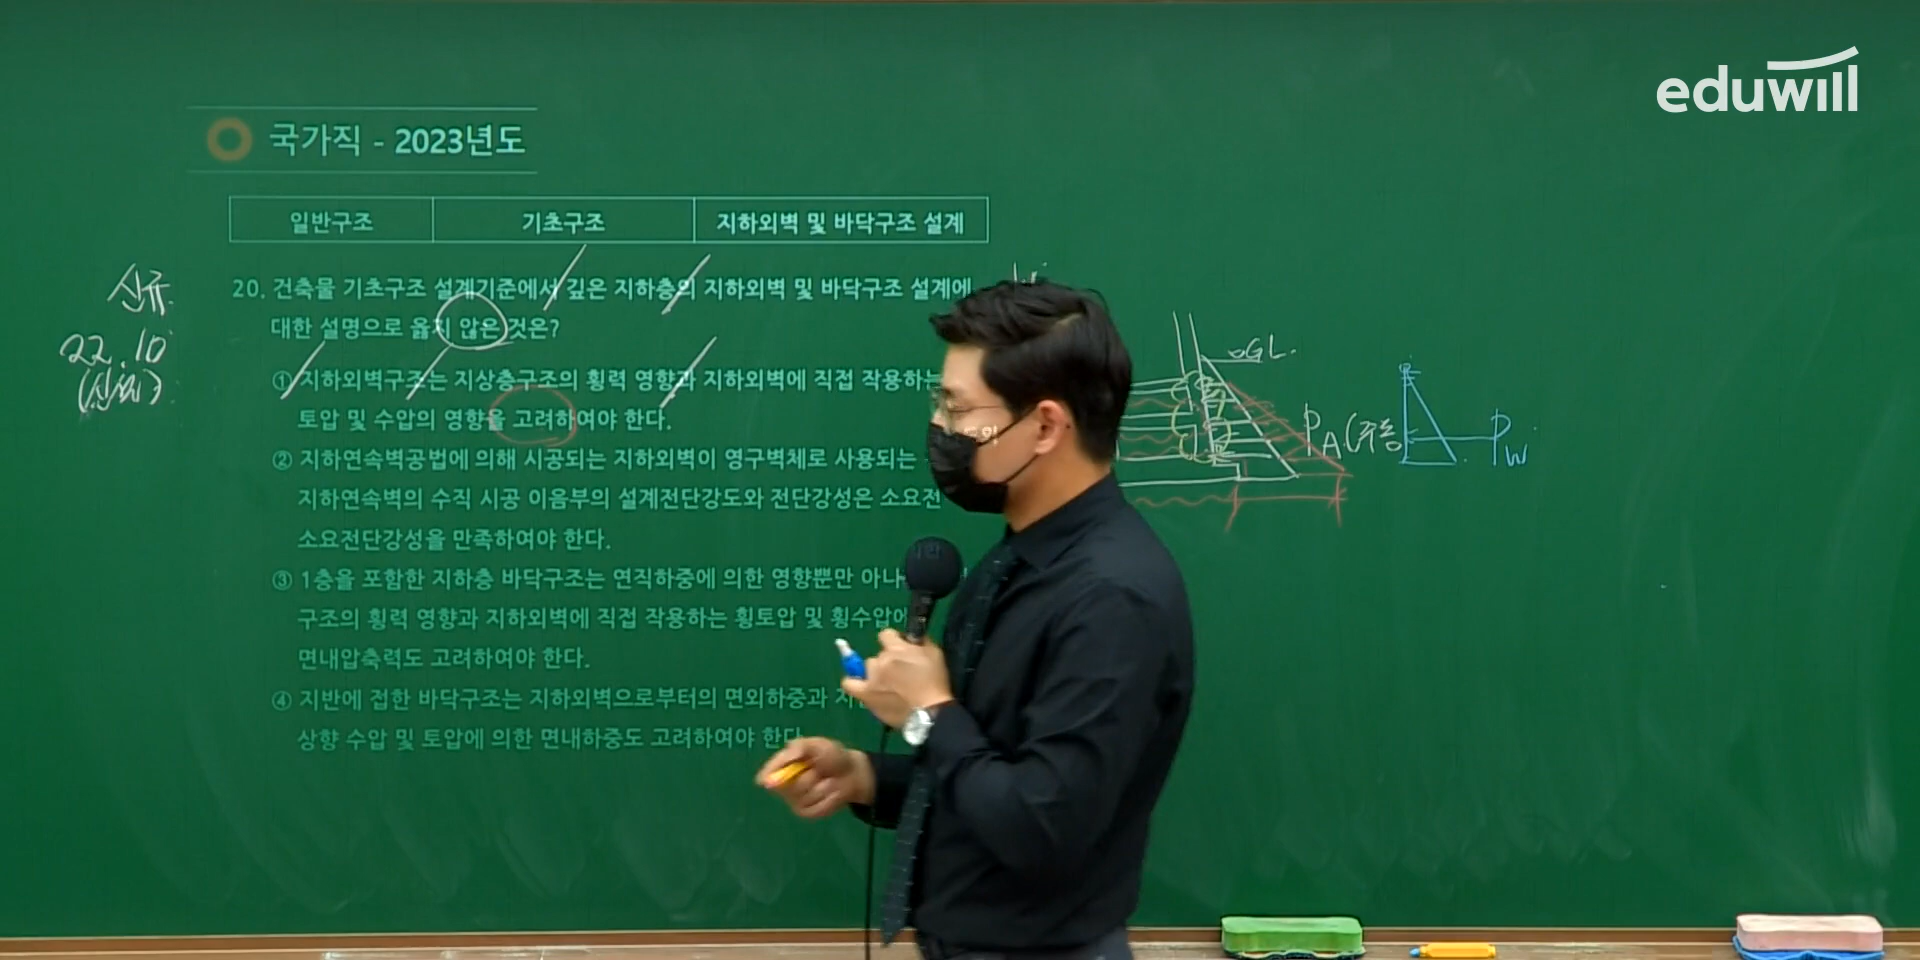 eduwill
국가직 - 2023년도
일반구조 기초구조 지하외벽 및 바닥구조 설계
신규
22.10
(신설)
20. 건축물 기초구조 설계기준에서 깊은 지하층의 지하외벽 및 바닥구조 설계에
대한 설명으로 옳지 않은 것은?
① 지하외벽구조는 지상층구조의 횡력 영향과 지하외벽에 직접 작용하는
토압 및 수압의 영향을 고려하여야 한다.
② 지하연속벽공법에 의해 시공되는 지하외벽이 영구벽체로 사용되는
지하연속벽의 수직 시공 이음부의 설계전단강도와 전단강성은 소요전
소요전단강성을 만족하여야 한다.
③ 1층을 포함한 지하층 바닥구조는 연직하중에 의한 영향뿐만 아니
구조의 횡력 영향과 지하외벽에 직접 작용하는 횡토압 및 횡수압에
면내압축력도 고려하여야 한다.
④ 지반에 접한 바닥구조는 지하외벽으로부터의 면외하중과
상향 수압 및 토압에 의한 면내하중도 고려하여야 한다.
GL.
PA (주동
Pw